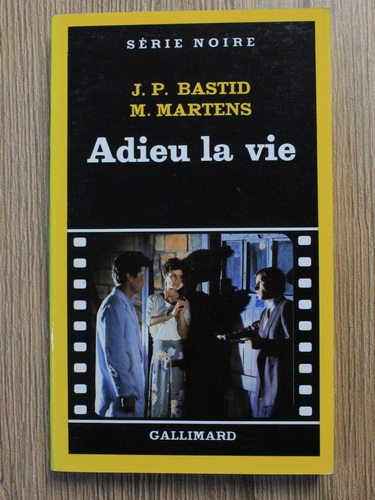 SÉRIE NOIRE
J. P. BASTID
M. MARTENS
Adieu la vie
GALLIMARD